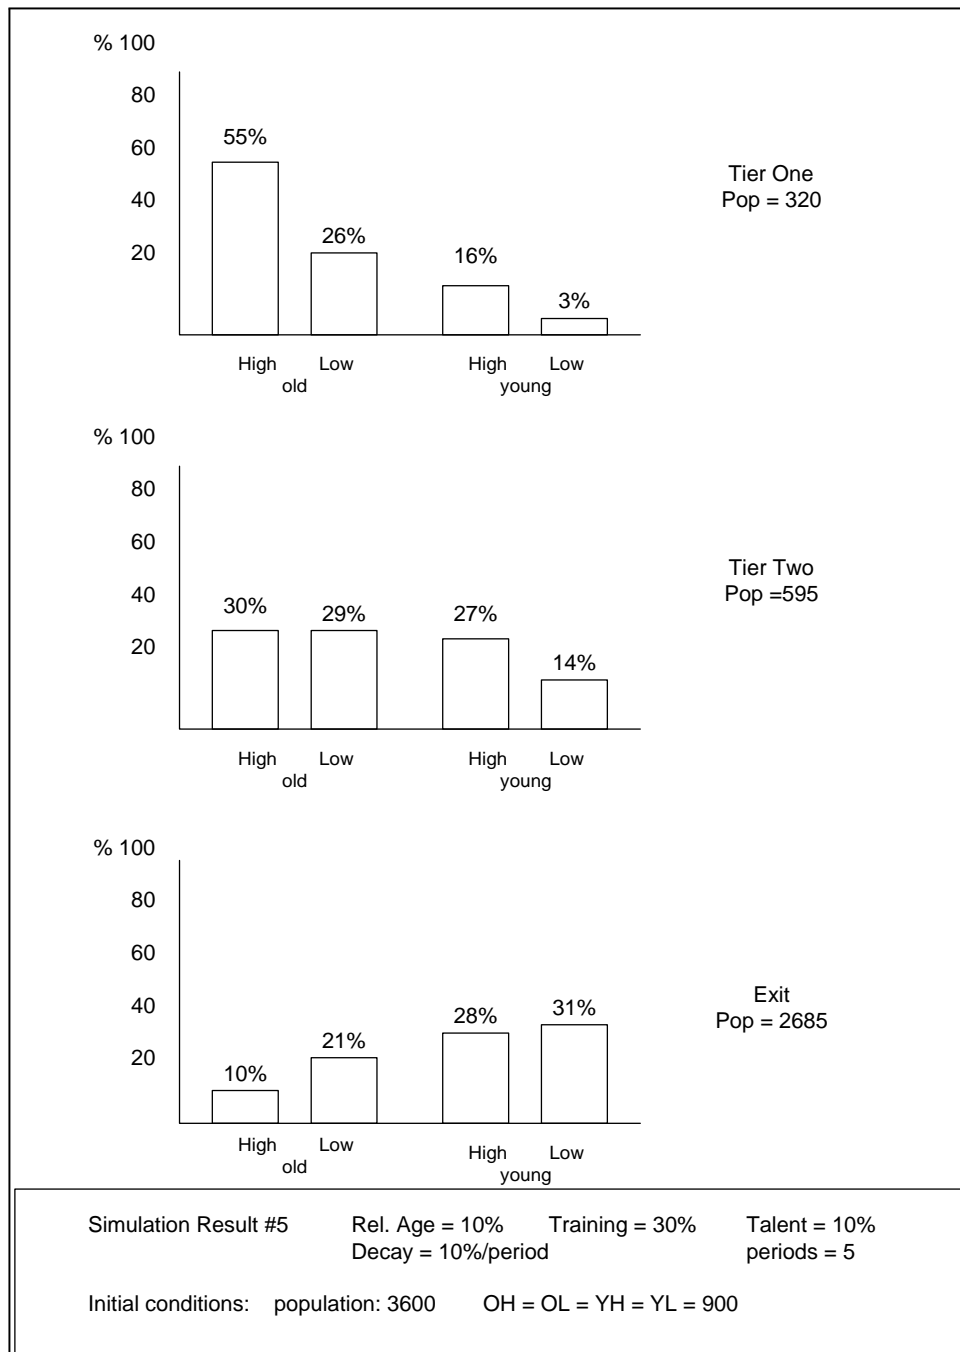 % 100
80
60
40
20
55%
26%
16%
3%
High Low High Low
old young
Tier One
Pop = 320
% 100
80
60
40
20
30%
29%
27%
14%
High Low High Low
old young
Tier Two
Pop =595
% 100
80
60
40
20
10%
21%
28%
31%
High Low High Low
old young
Exit
Pop = 2685
Simulation Result #5 Rel. Age = 10% Training = 30% Talent = 10%
Decay = 10%/period periods = 5
Initial conditions: population: 3600 OH = OL = YH = YL = 900